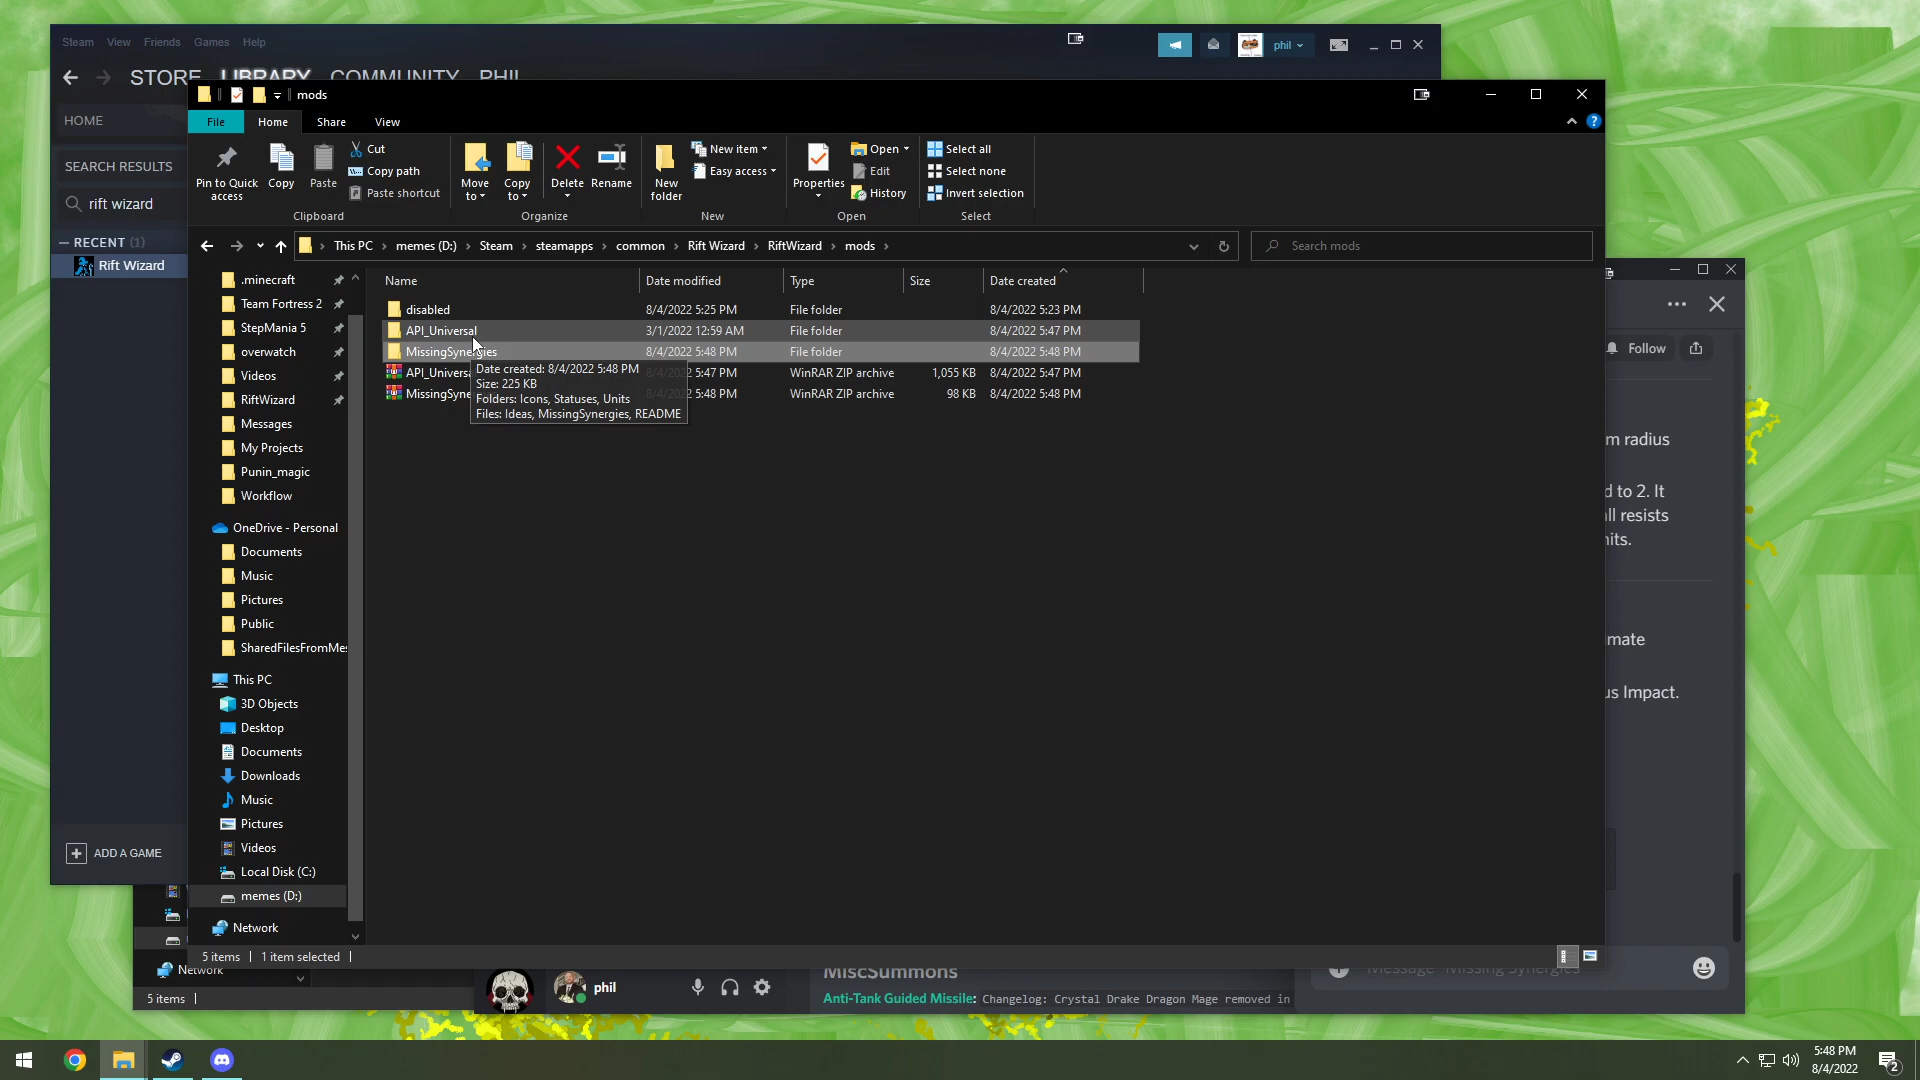 Steam View Friends Games Help
phil
STORE LIBRARY COMMUNITY PHIL
HOME
SEARCH RESULTS
rift wizard
RECENT (1)
Rift Wizard
ADD A GAME
mods
File Home Share View
Pin to Quick access
Copy
Paste
Cut
Copy path
Paste shortcut
Clipboard
Move to
Copy to
Delete
Rename
Organize
New folder
New item
Easy access
New
Properties
Open
Edit
History
Open
Select all
Select none
Invert selection
Select
This PC > memes (D:) > Steam > steamapps > common > Rift Wizard > RiftWizard > mods >
Search mods
.minecraft
Team Fortress 2
StepMania 5
overwatch
Videos
RiftWizard
Messages
My Projects
Punin_magic
Workflow
OneDrive - Personal
Documents
Music
Pictures
Public
SharedFilesFromMes
This PC
3D Objects
Desktop
Documents
Downloads
Music
Pictures
Videos
Local Disk (C:)
memes (D:)
Network
Name Date modified Type Size Date created
disabled 8/4/2022 5:25 PM File folder 8/4/2022 5:23 PM
API_Universal 3/1/2022 12:59 AM File folder 8/4/2022 5:47 PM
MissingSynergies 8/4/2022 5:48 PM File folder 8/4/2022 5:48 PM
API_Universa 5:47 PM WinRAR ZIP archive 1,055 KB 8/4/2022 5:47 PM
MissingSyne 5:48 PM WinRAR ZIP archive 98 KB 8/4/2022 5:48 PM
Date created: 8/4/2022 5:48 PM
Size: 225 KB
Folders: Icons, Statuses, Units
Files: Ideas, MissingSynergies, README
5 items 1 item selected
Follow
m radius
d to 2. It
ll resists
nits.
mate
us Impact.
Network
5 items
phil
MiscSummons
Anti-Tank Guided Missile: Changelog: Crystal Drake Dragon Mage removed in
Message "Missing Synergies"
5:48 PM
8/4/2022
2